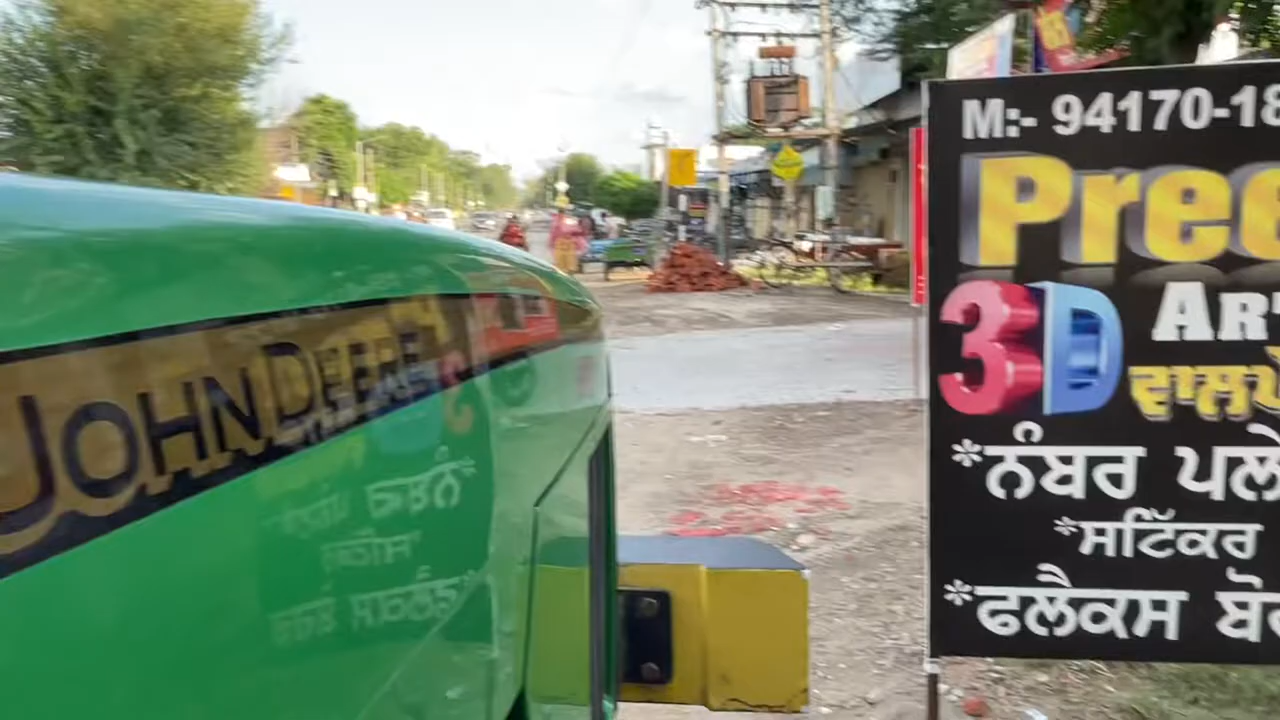 JOHN DEERE
M:- 94170-18
Pree
3D Ar
*ਨੰਬਰ ਪਲੇ
*ਸਟਿੱਕਰ
*ਫਲੈਕਸ ਬੋ